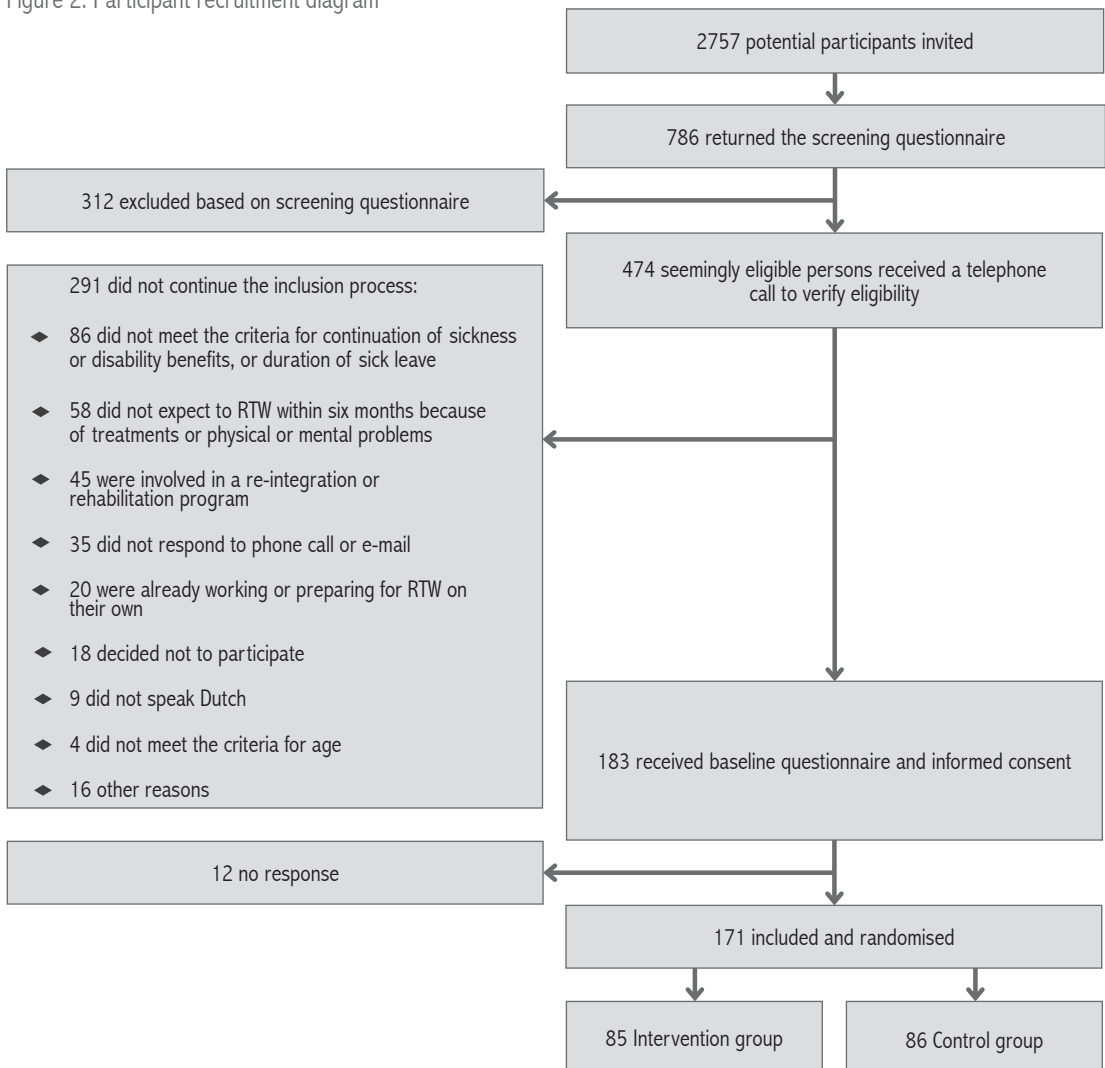 Figure 2. Participant recruitment diagram
2757 potential participants invited
786 returned the screening questionnaire
312 excluded based on screening questionnaire
474 seemingly eligible persons received a telephone
call to verify eligibility
291 did not continue the inclusion process:
◆ 86 did not meet the criteria for continuation of sickness
or disability benefits, or duration of sick leave
◆ 58 did not expect to RTW within six months because
of treatments or physical or mental problems
◆ 45 were involved in a re-integration or
rehabilitation program
◆ 35 did not respond to phone call or e-mail
◆ 20 were already working or preparing for RTW on
their own
◆ 18 decided not to participate
◆ 9 did not speak Dutch
◆ 4 did not meet the criteria for age
◆ 16 other reasons
183 received baseline questionnaire and informed consent
12 no response
171 included and randomised
85 Intervention group
86 Control group